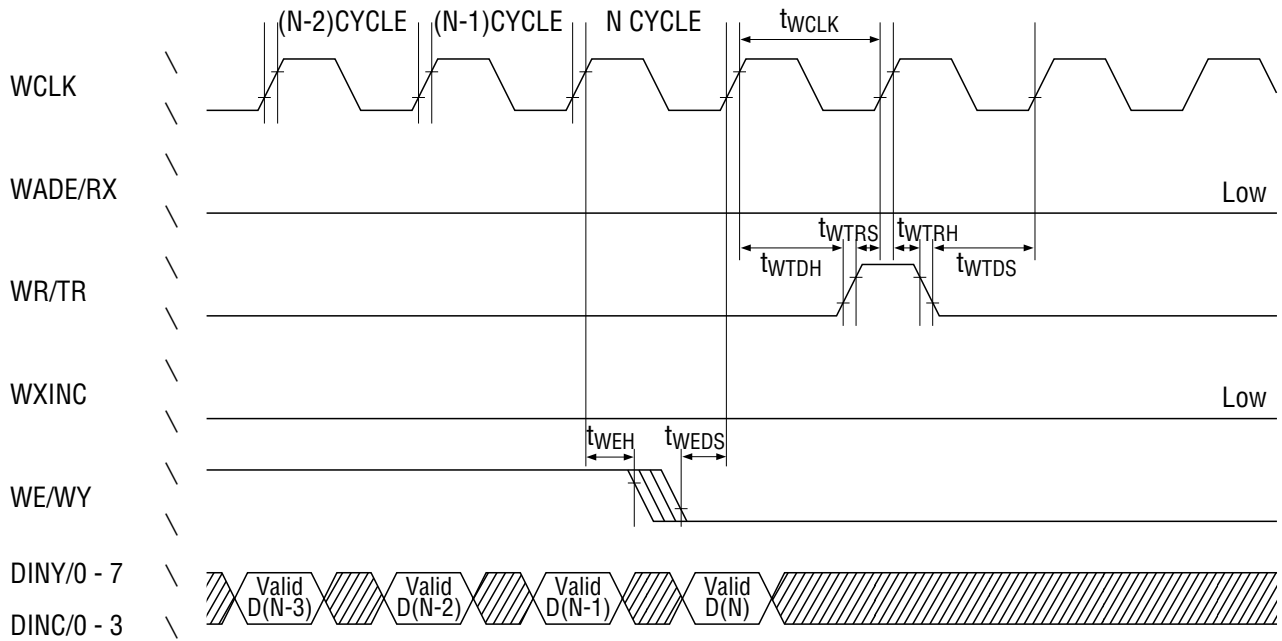 (N-2)CYCLE (N-1)CYCLE N CYCLE tWCLK
WCLK
WADE/RX Low
tWTRS tWTRH
tWTDH tWTDS
WR/TR
WXINC Low
tWEH tWEDS
WE/WY
DINY/0 - 7
Valid Valid Valid Valid
D(N-3) D(N-2) D(N-1) D(N)
DINC/0 - 3